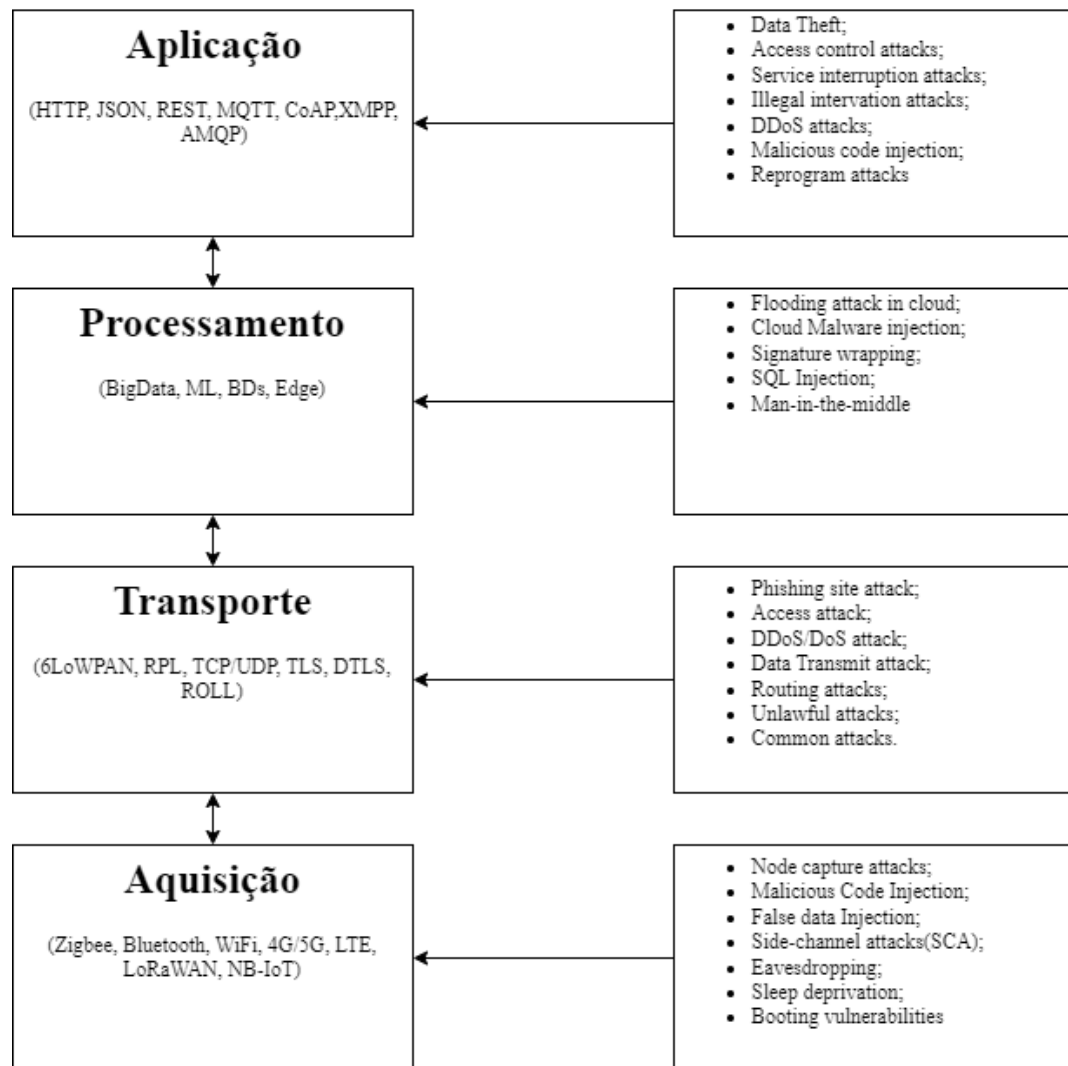 Aplicação
(HTTP, JSON, REST, MQTT, CoAP,XMPP,
AMQP)
• Data Theft;
• Access control attacks;
• Service interruption attacks;
• Illegal intervation attacks;
• DDoS attacks;
• Malicious code injection;
• Reprogram attacks
Processamento
(BigData, ML, BDs, Edge)
• Flooding attack in cloud;
• Cloud Malware injection;
• Signature wrapping;
• SQL Injection;
• Man-in-the-middle
Transporte
(6LoWPAN, RPL, TCP/UDP, TLS, DTLS,
ROLL)
• Phishing site attack;
• Access attack;
• DDoS/DoS attack;
• Data Transmit attack;
• Routing attacks;
• Unlawful attacks;
• Common attacks.
Aquisição
(Zigbee, Bluetooth, WiFi, 4G/5G, LTE,
LoRaWAN, NB-IoT)
• Node capture attacks;
• Malicious Code Injection;
• False data Injection;
• Side-channel attacks(SCA);
• Eavesdropping;
• Sleep deprivation;
• Booting vulnerabilities